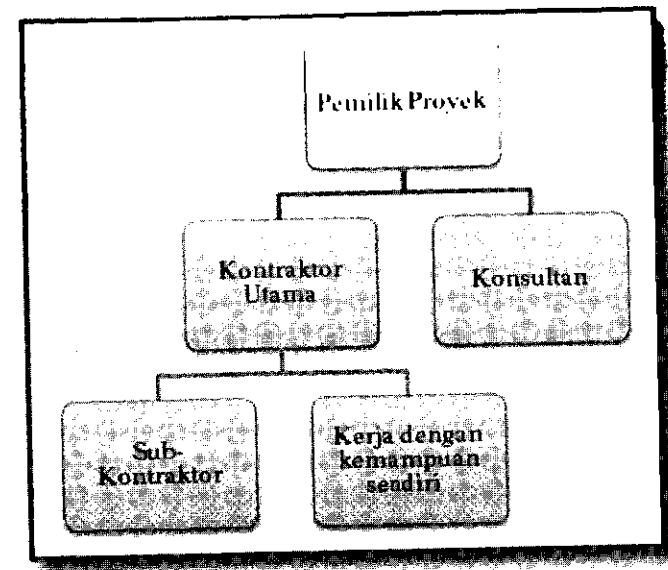 Pemilik Proyek
Kontraktor
Utama
Konsultan
Sub-
Kontraktor
Kerja dengan
kemampuan
sendiri